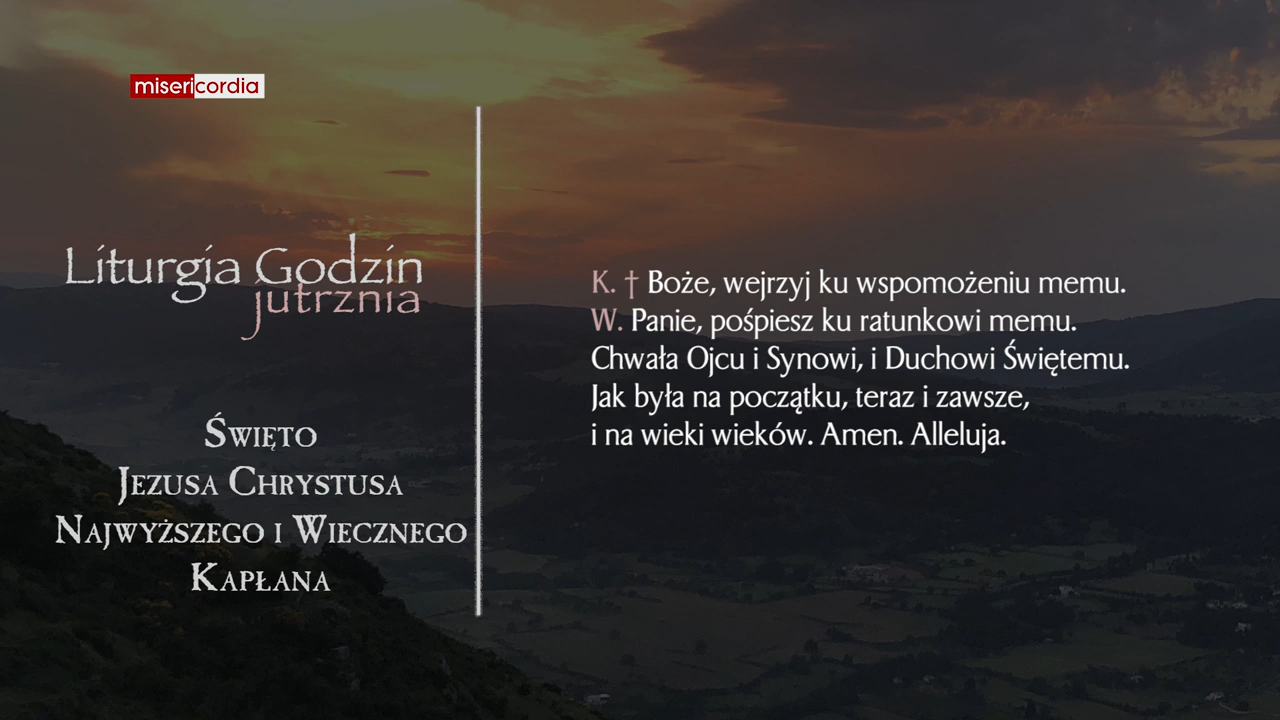 misericordia
Liturgia Godzin
jutrznia
Święto
Jezusa Chrystusa
Najwyższego i Wiecznego
Kapłana
K. † Boże, wejrzyj ku wspomożeniu memu.
W. Panie, pośpiesz ku ratunkowi memu.
Chwała Ojcu i Synowi, i Duchowi Świętemu.
Jak była na początku, teraz i zawsze,
i na wieki wieków. Amen. Alleluja.